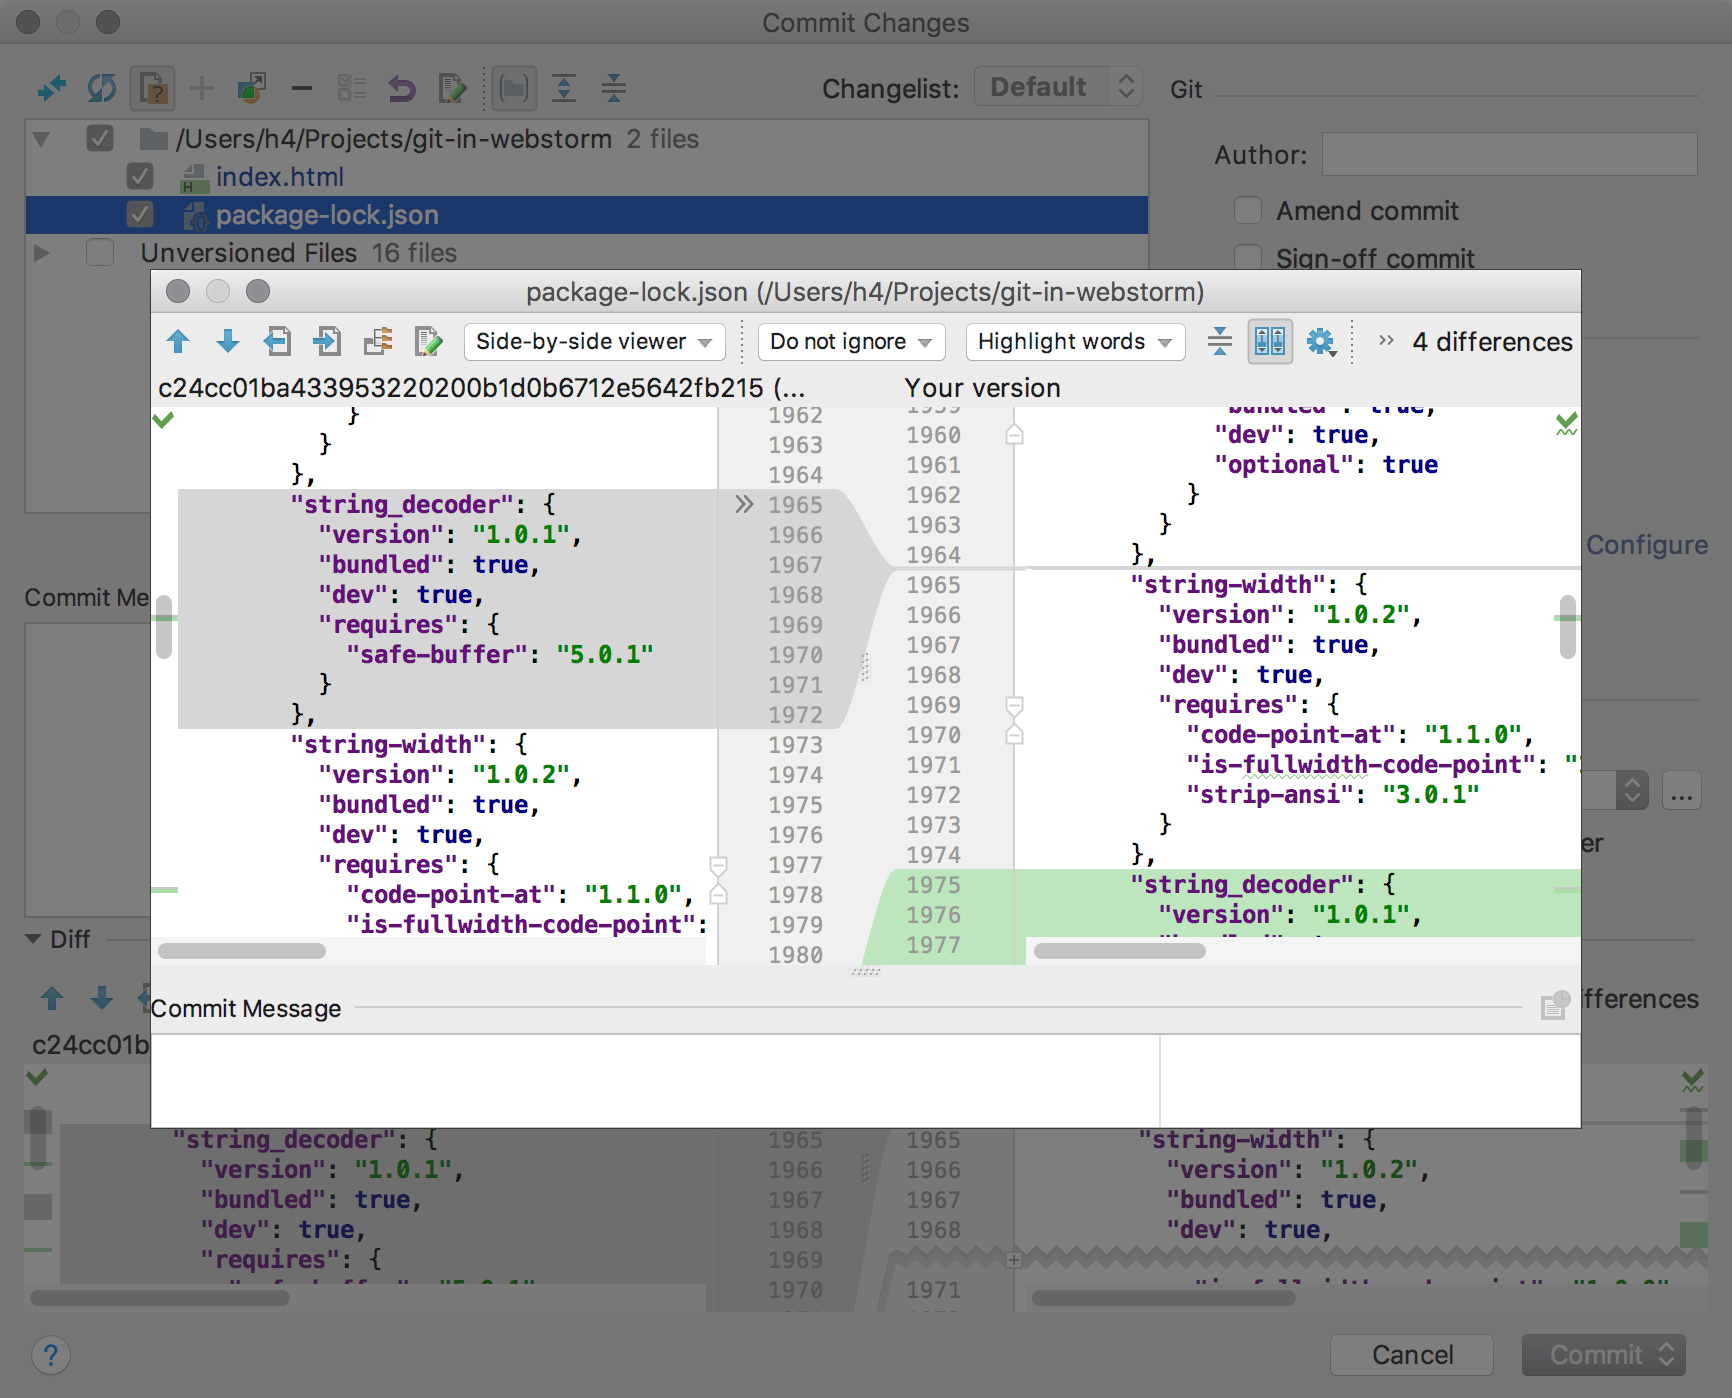 Commit Changes
Changelist: Default Git
/Users/h4/Projects/git-in-webstorm 2 files
Author:
index.html
package-lock.json
Amend commit
Unversioned Files 16 files
Sign-off commit
package-lock.json (/Users/h4/Projects/git-in-webstorm)
Side-by-side viewer Do not ignore Highlight words » 4 differences
c24cc01ba433953220200b1d0b6712e5642fb215 (... Your version
}
}
},
"string_decoder": {
"version": "1.0.1",
"bundled": true,
"dev": true,
"requires": {
"safe-buffer": "5.0.1"
}
},
"string-width": {
"version": "1.0.2",
"bundled": true,
"dev": true,
"requires": {
"code-point-at": "1.1.0",
"is-fullwidth-code-point":
1962
1963
1964
» 1965
1966
1967
1968
1969
1970
1971
1972
1973
1974
1975
1976
1977
1978
1979
1980
1959
1960
1961
1962
1963
1964
1965
1966
1967
1968
1969
1970
1971
1972
1973
1974
1975
1976
1977
"bundled": true,
"dev": true,
"optional": true
}
}
},
"string-width": {
"version": "1.0.2",
"bundled": true,
"dev": true,
"requires": {
"code-point-at": "1.1.0",
"is-fullwidth-code-point": "
"strip-ansi": "3.0.1"
}
},
"string_decoder": {
"version": "1.0.1",
Configure
Commit Me
...
er
Diff
Commit Message
fferences
c24cc01b
"string_decoder": {
"version": "1.0.1",
"bundled": true,
"dev": true,
"requires": {
1965
1966
1967
1968
1969
1970
1965
1966
1967
1968
1971
"string-width": {
"version": "1.0.2",
"bundled": true,
"dev": true,
? Cancel Commit